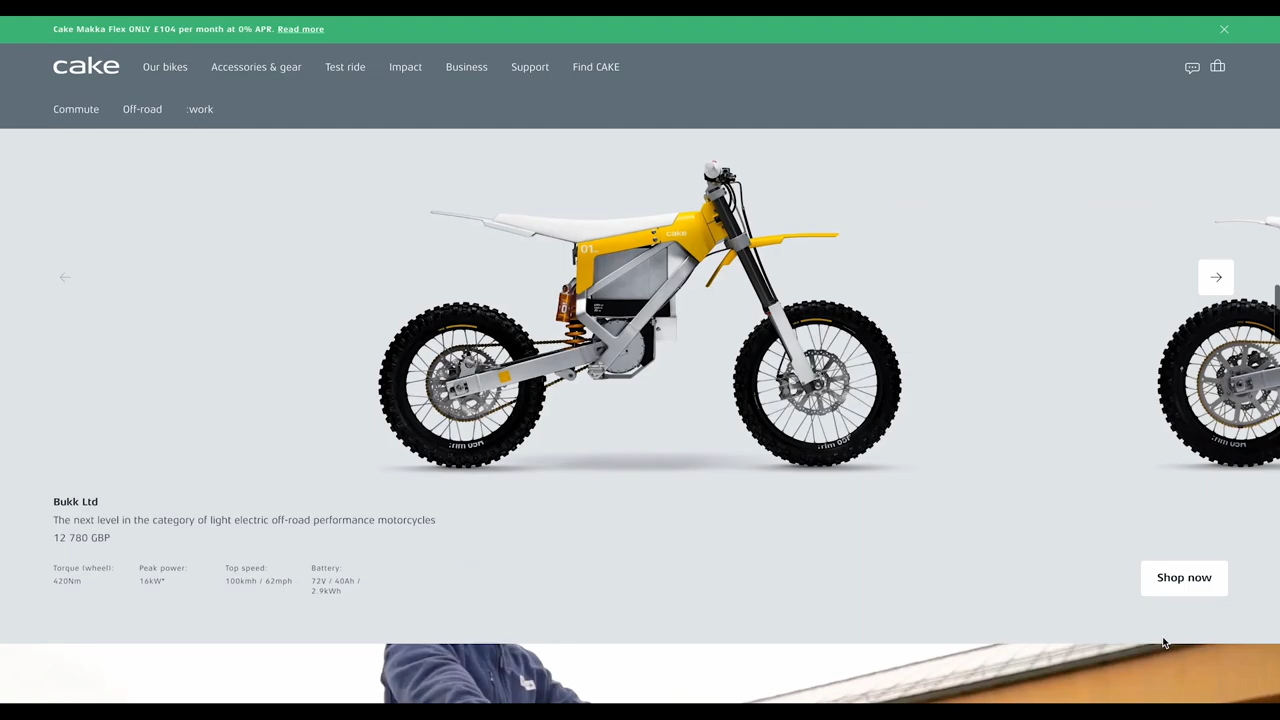 Cake Makka Flex ONLY £104 per month at 0% APR. Read more
cake
Our bikes
Accessories & gear
Test ride
Impact
Business
Support
Find CAKE
Commute
Off-road
:work
cake
01
Bukk Ltd
The next level in the category of light electric off-road performance motorcycles
12 780 GBP
Torque (wheel):
420Nm
Peak power:
16kW*
Top speed:
100kmh / 62mph
Battery:
72V / 40Ah /
2.9kWh
Shop now